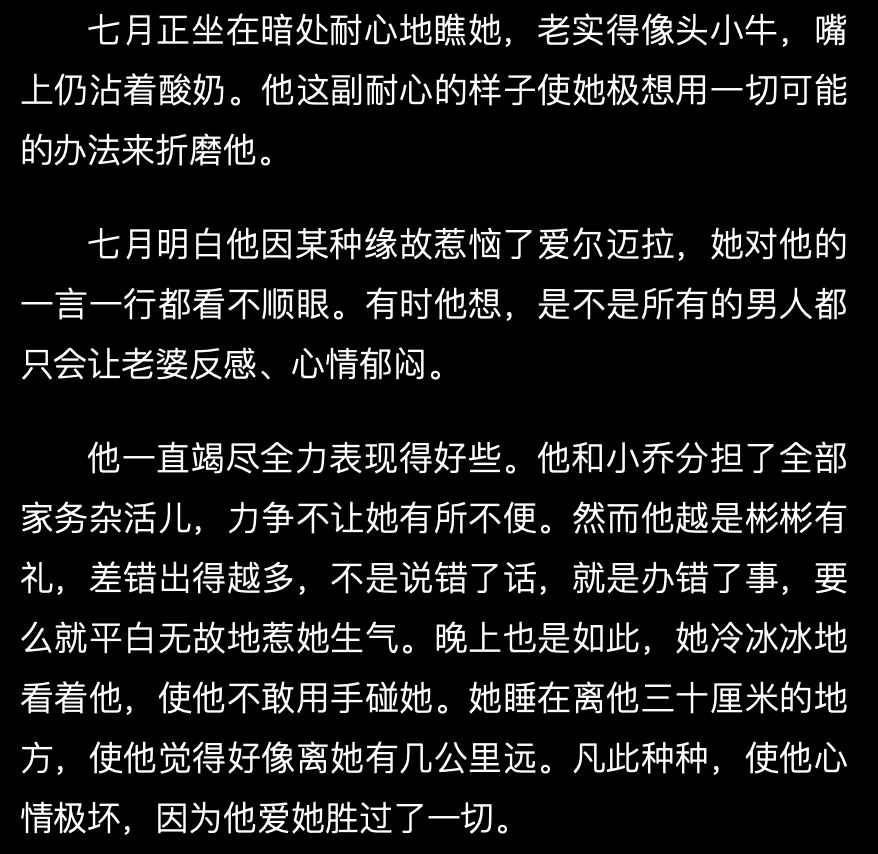 七月正坐在暗处耐心地瞧她，老实得像头小牛，嘴
上仍沾着酸奶。他这副耐心的样子使她极想用一切可能
的办法来折磨他。
七月明白他因某种缘故惹恼了爱尔迈拉，她对他的
一言一行都看不顺眼。有时他想，是不是所有的男人都
只会让老婆反感、心情郁闷。
他一直竭尽全力表现得好些。他和小乔分担了全部
家务杂活儿，力争不让她有所不便。然而他越是彬彬有
礼，差错出得越多，不是说错了话，就是办错了事，要
么就平白无故地惹她生气。晚上也是如此，她冷冰冰地
看着他，使他不敢用手碰她。她睡在离他三十厘米的地
方，使他觉得好像离她有几公里远。凡此种种，使他心
情极坏，因为他爱她胜过了一切。